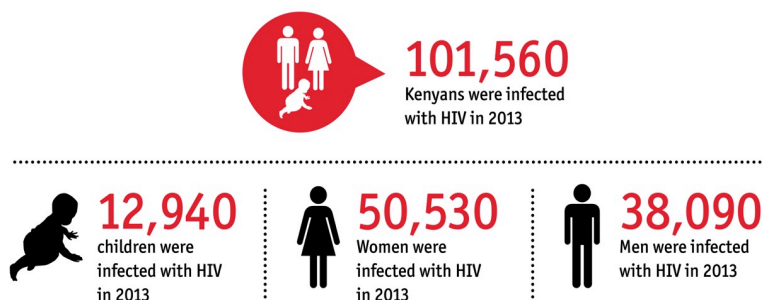 101,560
Kenyans were infected
with HIV in 2013
12,940
children were
infected with HIV
in 2013
50,530
Women were
infected with HIV
in 2013
38,090
Men were infected
with HIV in 2013